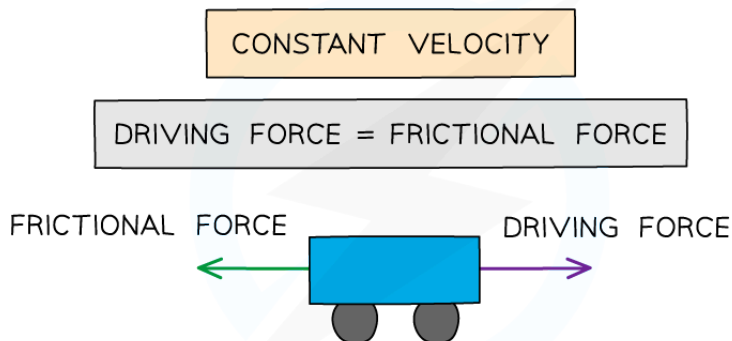 CONSTANT VELOCITY
DRIVING FORCE = FRICTIONAL FORCE
FRICTIONAL FORCE
DRIVING FORCE